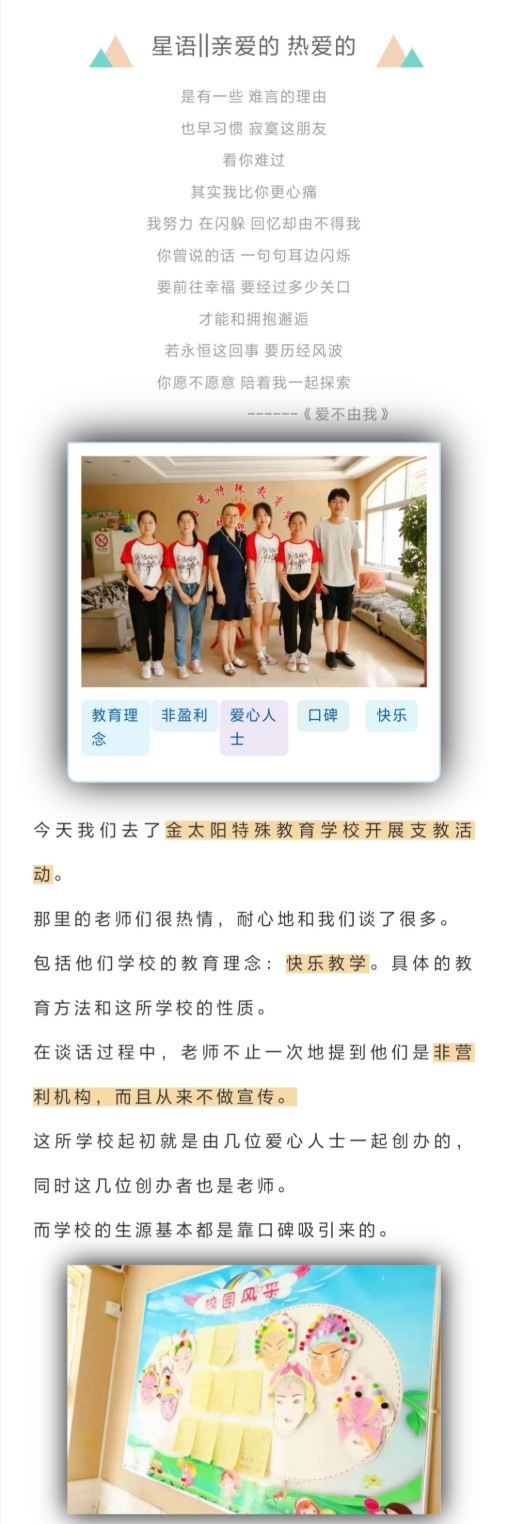 星语||亲爱的 热爱的
是有一些 难言的理由
也早习惯 寂寞这朋友
看你难过
其实我比你更心痛
我努力 在闪躲 回忆却由不得我
你曾说的话 一句句耳边闪烁
要前往幸福 要经过多少关口
才能和拥抱邂逅
若永恒这回事 要历经风波
你愿不愿意 陪着我一起探索
------《爱不由我》
特殊教育
教育理
念
非盈利
爱心人
士
口碑
快乐
今天我们去了金太阳特殊教育学校开展支教活
动。
那里的老师们很热情，耐心地和我们谈了很多。
包括他们学校的教育理念：快乐教学。具体的教
育方法和这所学校的性质。
在谈话过程中，老师不止一次地提到他们是非营
利机构，而且从来不做宣传。
这所学校起初就是由几位爱心人士一起创办的，
同时这几位创办者也是老师。
而学校的生源基本都是靠口碑吸引来的。
校园风采